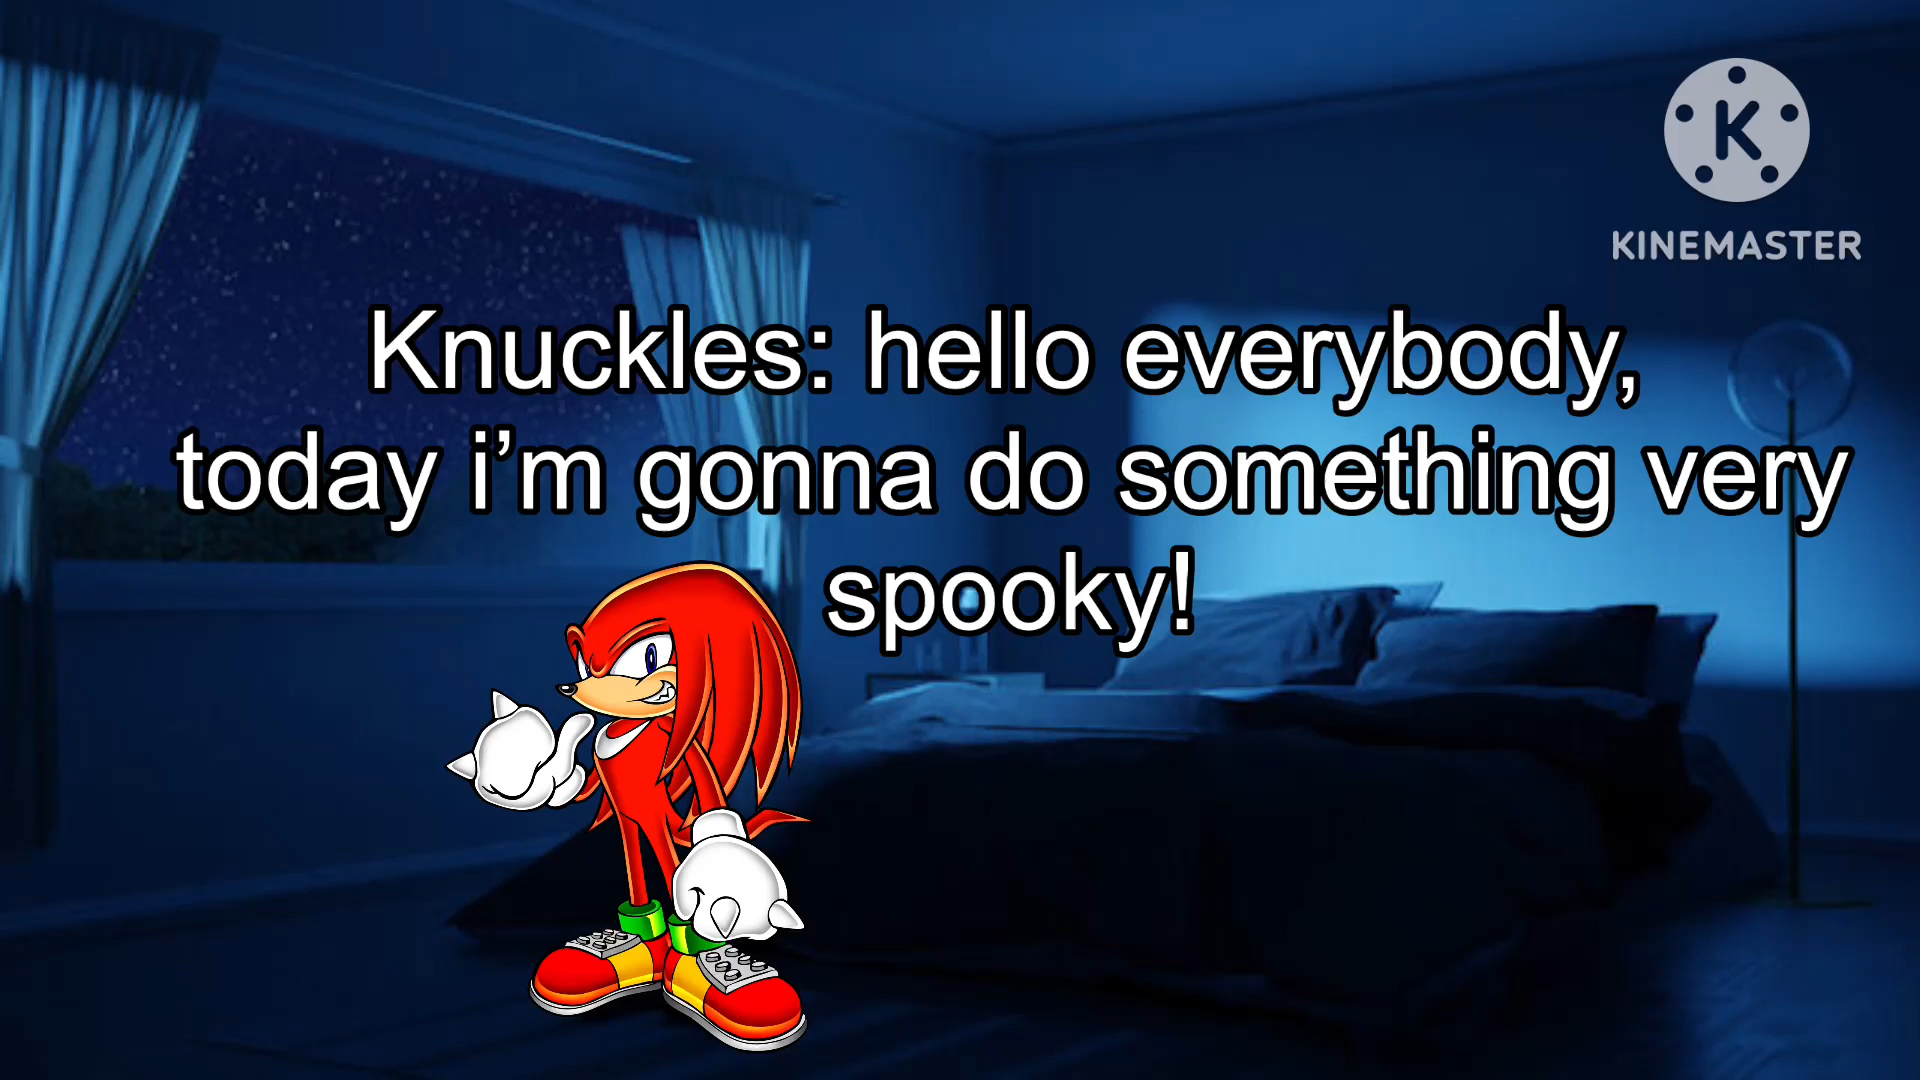 K
KINEMASTER
Knuckles: hello everybody,
today i’m gonna do something very
spooky!